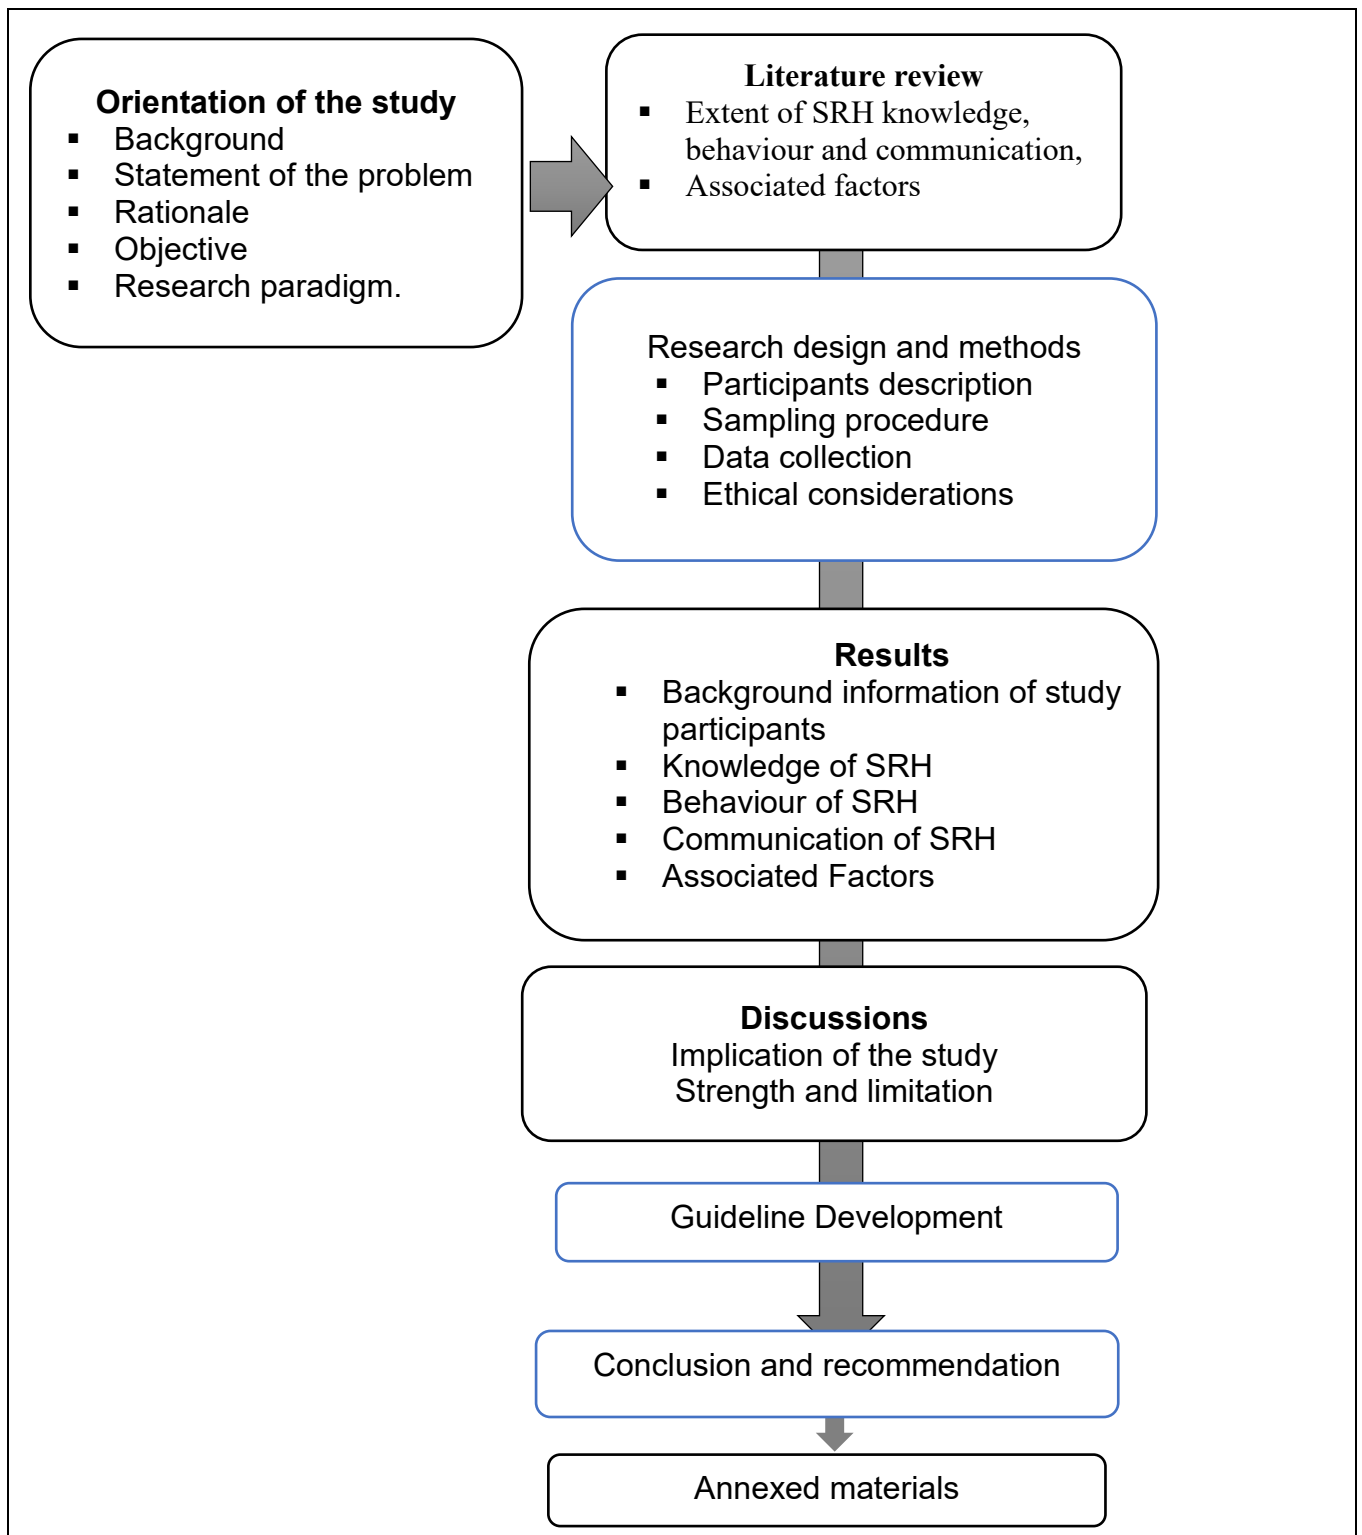 Orientation of the study
▪ Background
▪ Statement of the problem
▪ Rationale
▪ Objective
▪ Research paradigm.
Literature review
▪ Extent of SRH knowledge,
behaviour and communication,
▪ Associated factors
Research design and methods
▪ Participants description
▪ Sampling procedure
▪ Data collection
▪ Ethical considerations
Results
▪ Background information of study
participants
▪ Knowledge of SRH
▪ Behaviour of SRH
▪ Communication of SRH
▪ Associated Factors
Discussions
Implication of the study
Strength and limitation
Guideline Development
Conclusion and recommendation
Annexed materials